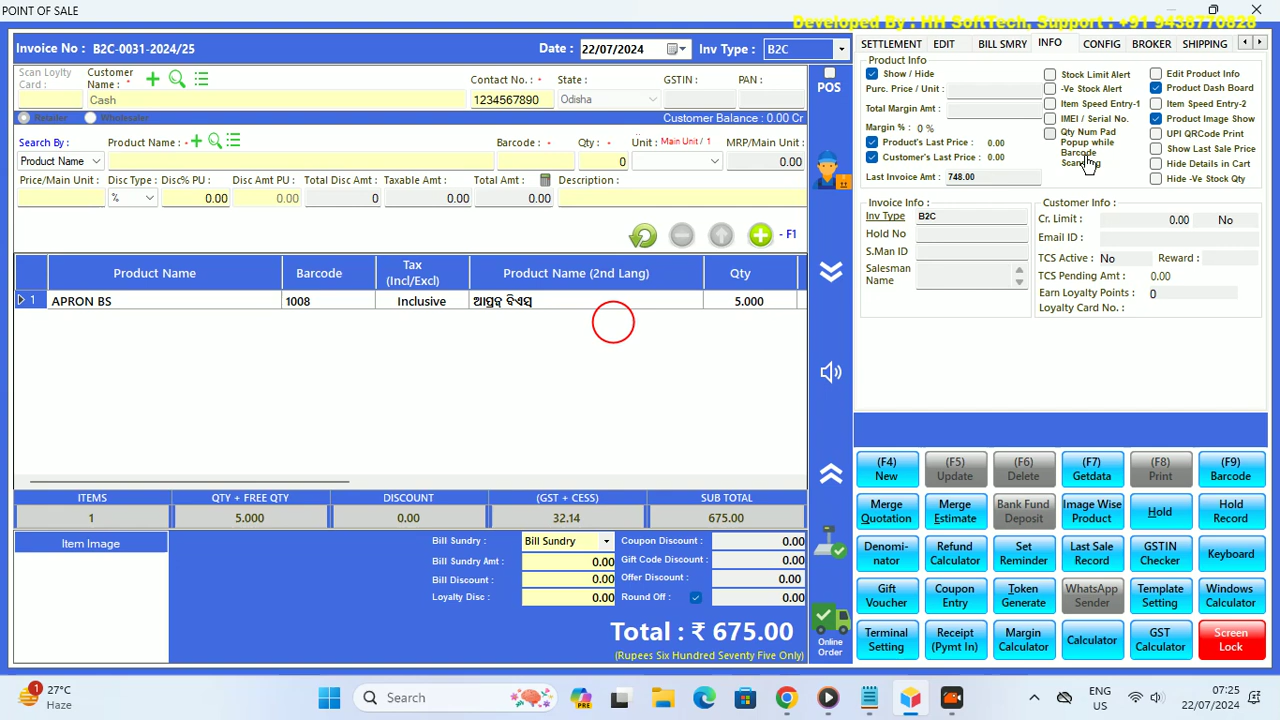 POINT OF SALE
Developed By : HH SoftTech, Support : +91 9438770828
Invoice No : B2C-0031-2024/25 Date : 22/07/2024 Inv Type : B2C
Scan Loylty Card : Customer Name : * Cash Contact No. : * 1234567890 State : Odisha GSTIN : PAN :
POS
Retailer Wholesaler Customer Balance : 0.00 Cr
Search By : Product Name Product Name : * Barcode : * Qty : * 0 Unit : Main Unit / 1 MRP/Main Unit : 0.00
Price/Main Unit : Disc Type : % Disc% PU : 0.00 Disc Amt PU : 0.00 Total Disc Amt : 0 Taxable Amt : 0.00 Total Amt : 0.00 Description :
- F1
Product Name Barcode Tax (Incl/Excl) Product Name (2nd Lang) Qty
1 APRON BS 1008 Inclusive ଆପ୍ରନ୍ ବିଏସ୍ 5.000
ITEMS QTY + FREE QTY DISCOUNT (GST + CESS) SUB TOTAL
1 5.000 0.00 32.14 675.00
Item Image
Bill Sundry : Bill Sundry Coupon Discount : 0.00
Bill Sundry Amt : 0.00 Gift Code Discount : 0.00
Bill Discount : 0.00 Offer Discount : 0.00
Loyalty Disc : 0.00 Round Off :  0.00
Total : ₹ 675.00
(Rupees Six Hundred Seventy Five Only)
Online Order
SETTLEMENT EDIT BILL SMRY INFO CONFIG BROKER SHIPPING
Product Info
Show / Hide Stock Limit Alert Edit Product Info
Purc. Price / Unit : -Ve Stock Alert Product Dash Board
Total Margin Amt : Item Speed Entry-1 Item Speed Entry-2
Margin % : 0 % IMEI / Serial No. Product Image Show
Product's Last Price : 0.00 Qty Num Pad Popup while Barcode UPI QRCode Print
Customer's Last Price : 0.00 Show Last Sale Price
Hide Details in Cart
Last Invoice Amt : 748.00 Hide -Ve Stock Qty
Invoice Info : Customer Info :
Inv Type B2C Cr. Limit : 0.00 No
Hold No Email ID :
S.Man ID TCS Active : No Reward :
Salesman Name TCS Pending Amt : 0.00
Earn Loyalty Points : 0
Loyalty Card No. :
(F4) New (F5) Update (F6) Delete (F7) Getdata (F8) Print (F9) Barcode
Merge Quotation Merge Estimate Bank Fund Deposit Image Wise Product Hold Hold Record
Denomi-nator Refund Calculator Set Reminder Last Sale Record GSTIN Checker Keyboard
Gift Voucher Coupon Entry Token Generate WhatsApp Sender Template Setting Windows Calculator
Terminal Setting Receipt (Pymt In) Margin Calculator Calculator GST Calculator Screen Lock
1 27°C Haze Search PRE ENG US 07:25 22/07/2024